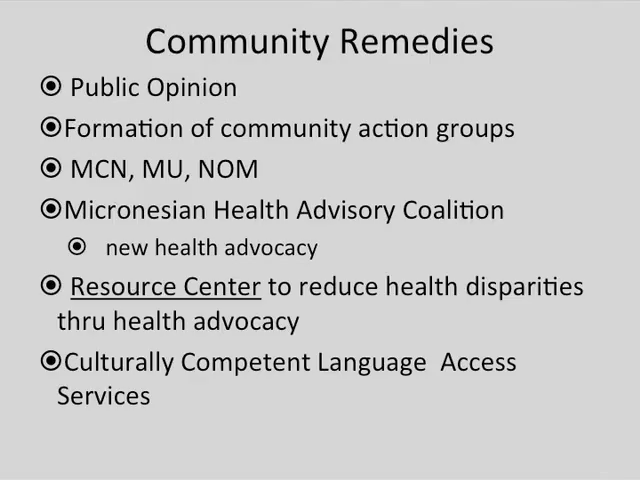 Community Remedies
Public Opinion
Formation of community action groups
MCN, MU, NOM
Micronesian Health Advisory Coalition
new health advocacy
Resource Center to reduce health disparities
thru health advocacy
Culturally Competent Language Access
Services